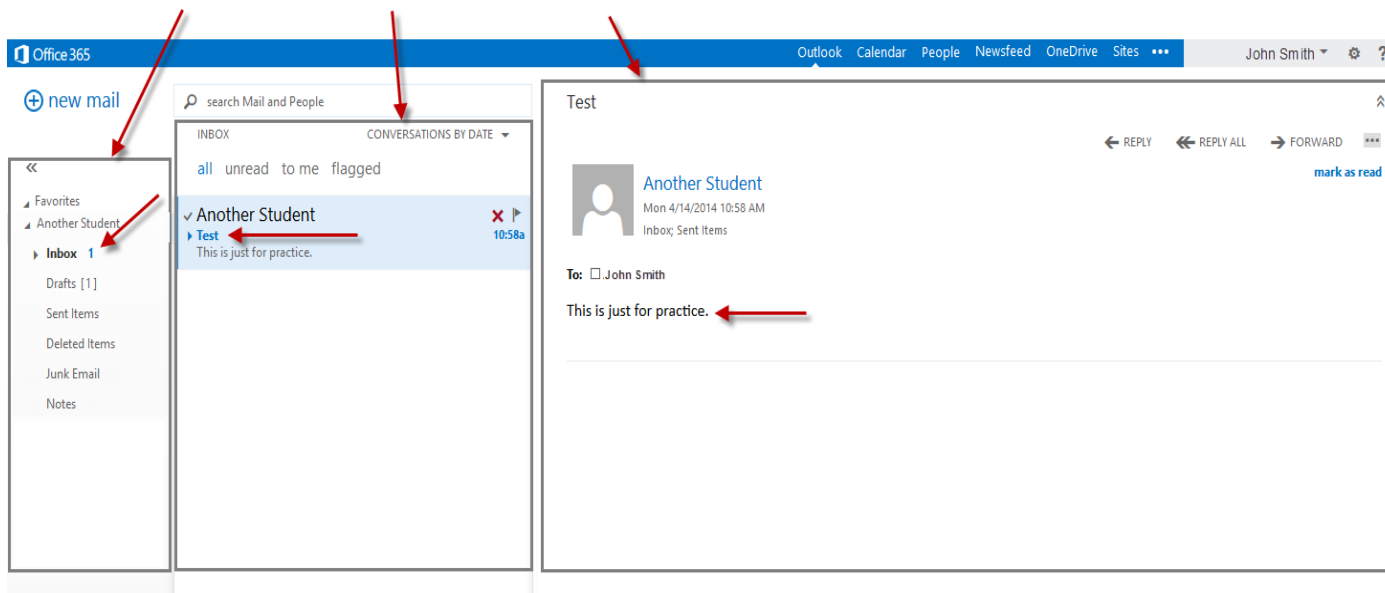 Office 365
Outlook Calendar People Newsfeed OneDrive Sites ••• John Smith ?
new mail
search Mail and People
INBOX CONVERSATIONS BY DATE
all unread to me flagged
Favorites
Another Student
Inbox 1
Drafts [1]
Sent Items
Deleted Items
Junk Email
Notes
Another Student
Test 10:58a
This is just for practice.
Test
REPLY REPLY ALL FORWARD •••
mark as read
Another Student
Mon 4/14/2014 10:58 AM
Inbox; Sent Items
To: John Smith
This is just for practice.